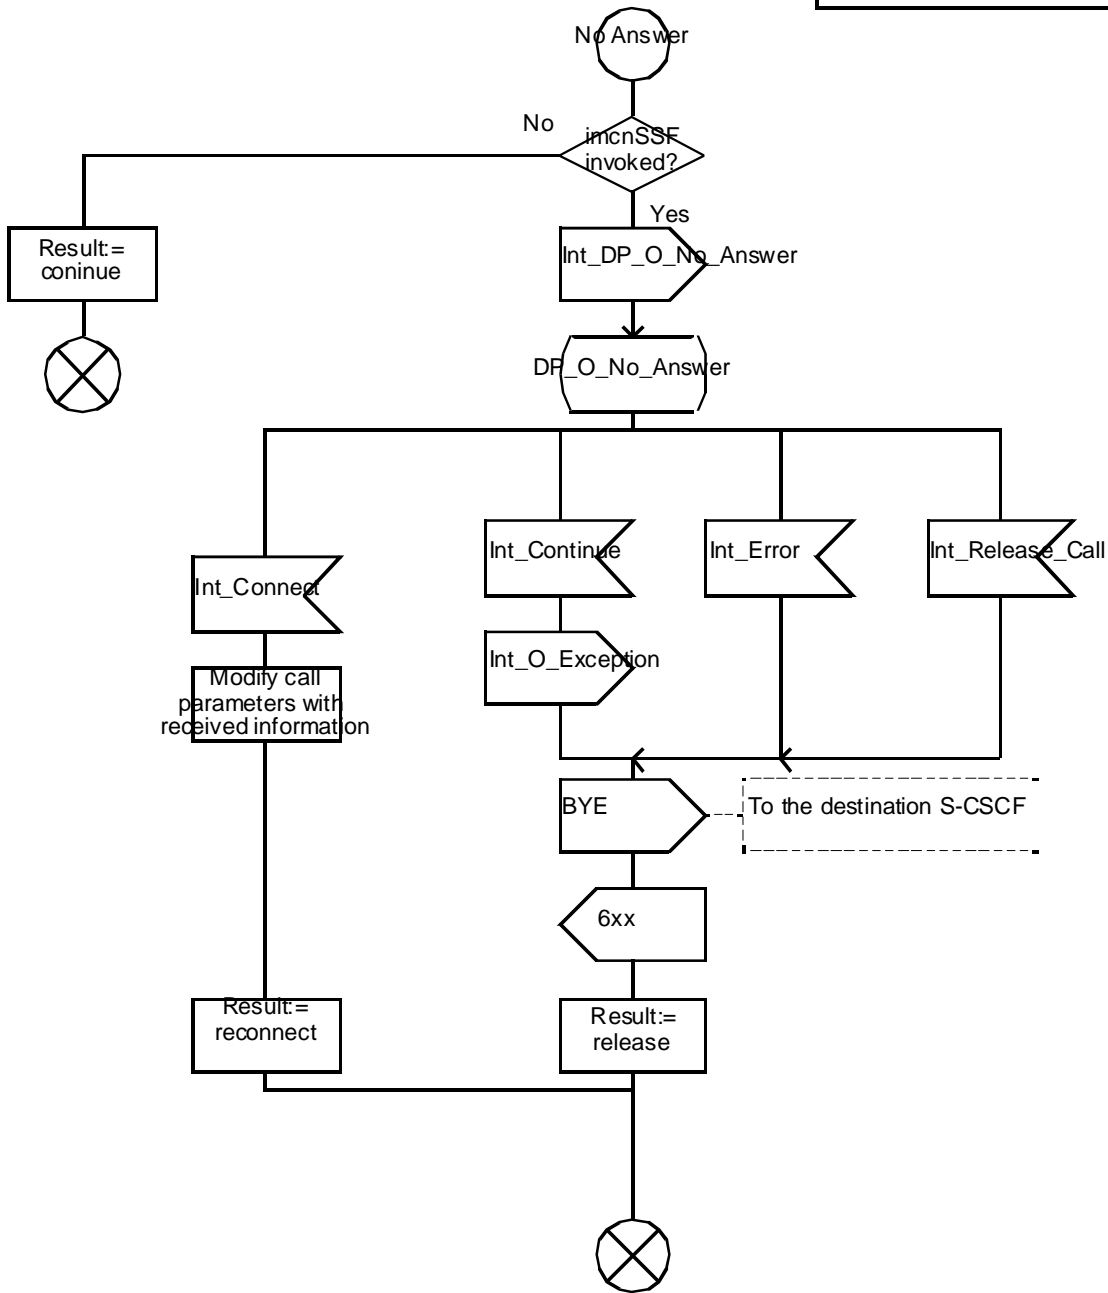 No Answer
No
imcnSSF
invoked?
Yes
Result:=
coninue
Int_DP_O_No_Answer
DP_O_No_Answer
Int_Continue
Int_Error
Int_Release_Call
Int_Connect
Int_O_Exception
Modify call
parameters with
received information
BYE
To the destination S-CSCF
6xx
Result:=
reconnect
Result:=
release